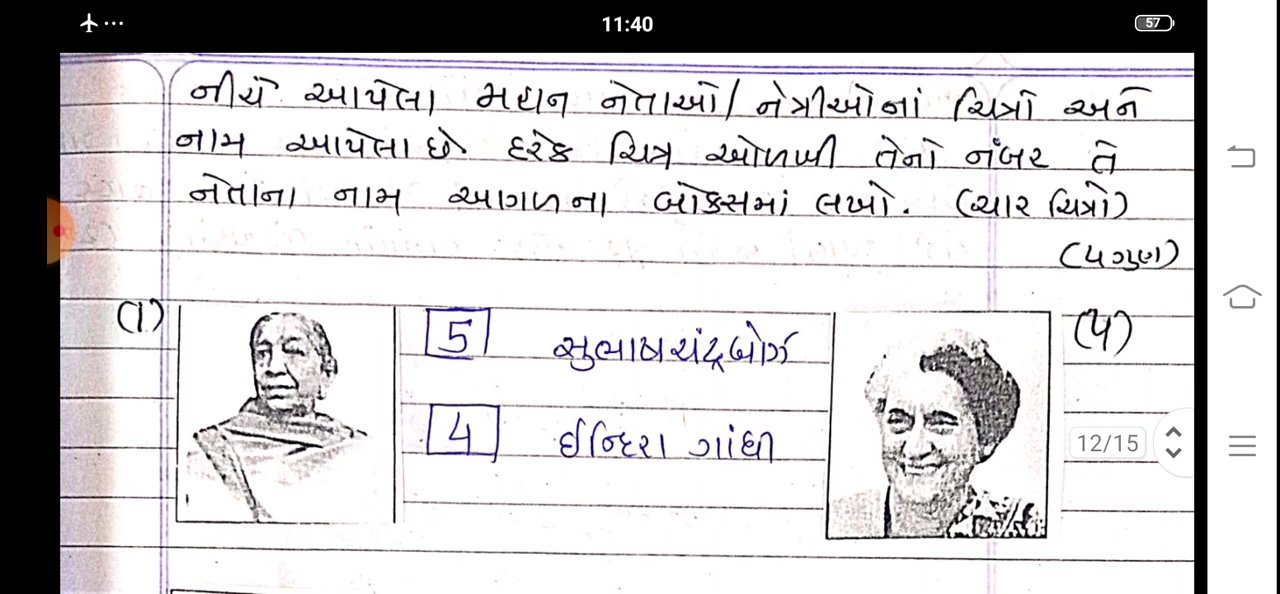 11:40
57
નીચે આપેલા મહાન નેતાઓ/નેત્રીઓનાં ચિત્રો અને
નામ આપેલા છે દરેક ચિત્ર ઓળખી તેનો નંબર તે
નેતાના નામ આગળના બોક્સમાં લખો. (ચાર ચિત્રો)
(૫ગુણ)
(1) 5 સુભાષચંદ્રબોઝ (૫)
4 ઈન્દિરા ગાંધી
12/15